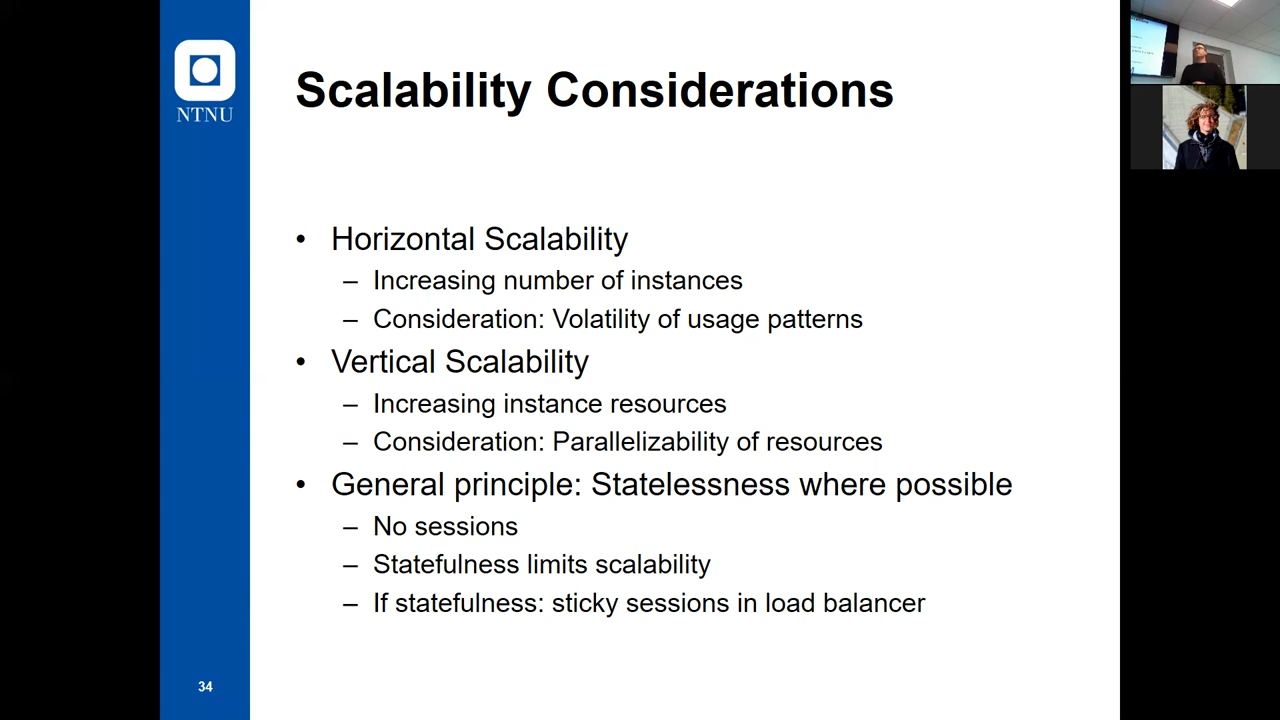 NTNU
Scalability Considerations
• Horizontal Scalability
– Increasing number of instances
– Consideration: Volatility of usage patterns
• Vertical Scalability
– Increasing instance resources
– Consideration: Parallelizability of resources
• General principle: Statelessness where possible
– No sessions
– Statefulness limits scalability
– If statefulness: sticky sessions in load balancer
34